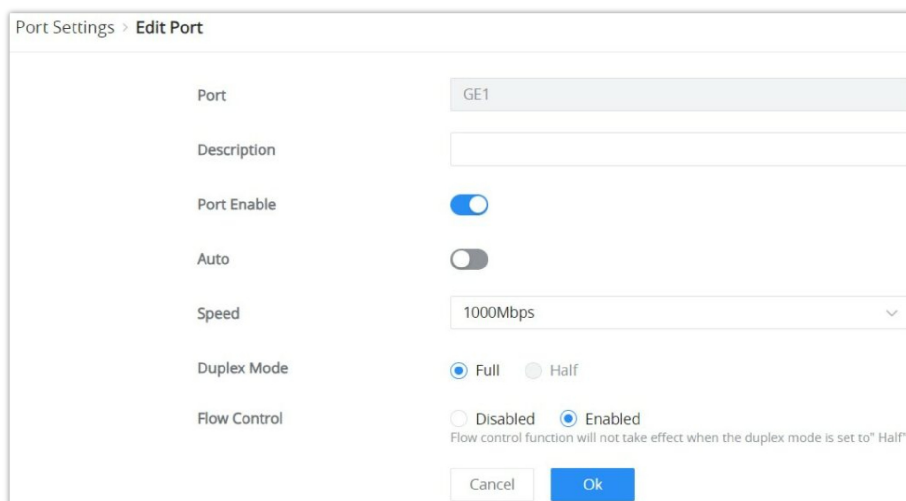 Port Settings > Edit Port
Port GE1
Description
Port Enable
Auto
Speed 1000Mbps
Duplex Mode Full Half
Flow Control Disabled Enabled
Flow control function will not take effect when the duplex mode is set to" Half"
Cancel Ok